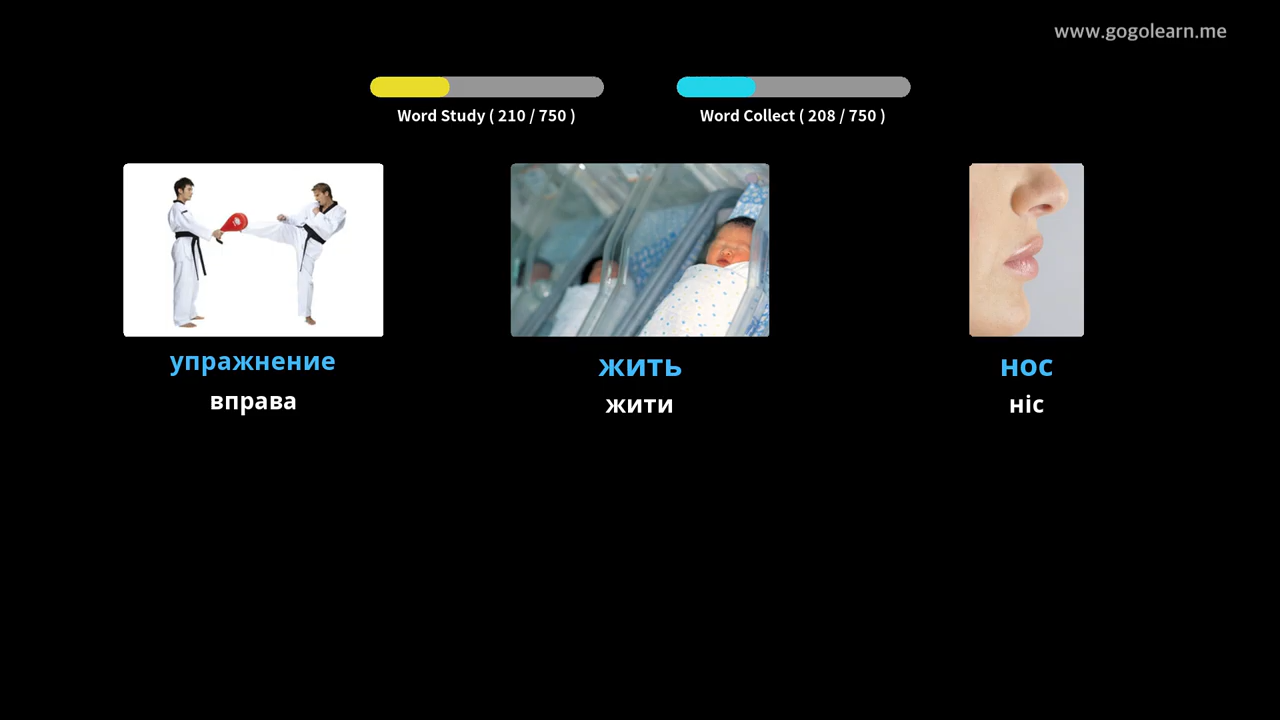 www.gogolearn.me
Word Study ( 210 / 750 )
Word Collect ( 208 / 750 )
упражнение
вправа
жить
жити
нос
ніс